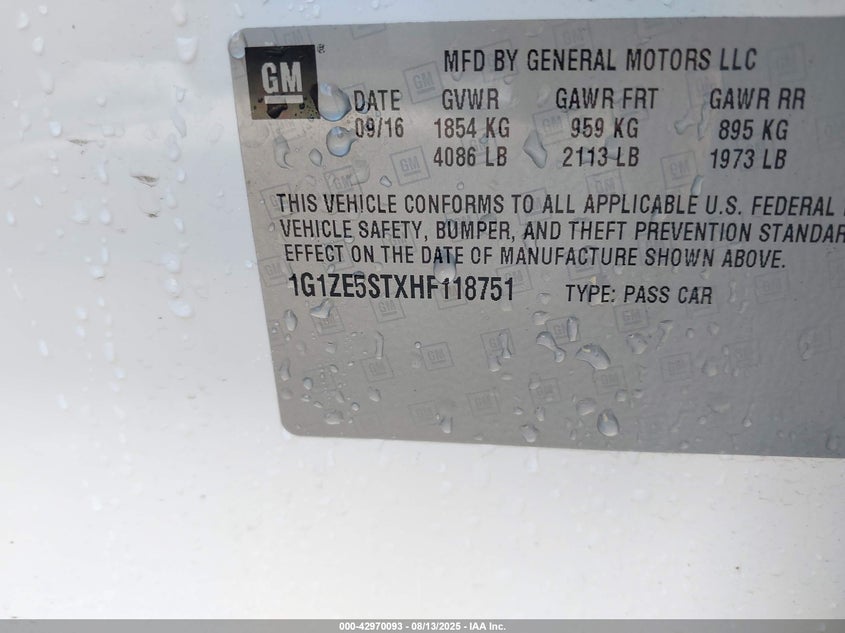 GM
MFD BY GENERAL MOTORS LLC
DATE GVWR GAWR FRT GAWR RR
09/16 1854 KG 959 KG 895 KG
4086 LB 2113 LB 1973 LB
THIS VEHICLE CONFORMS TO ALL APPLICABLE U.S. FEDERAL
VEHICLE SAFETY, BUMPER, AND THEFT PREVENTION STANDAR
EFFECT ON THE DATE OF MANUFACTURE SHOWN ABOVE.
1G1ZE5STXHF118751 TYPE: PASS CAR
000-42970093 | 08/13/2025 - IAA Inc.